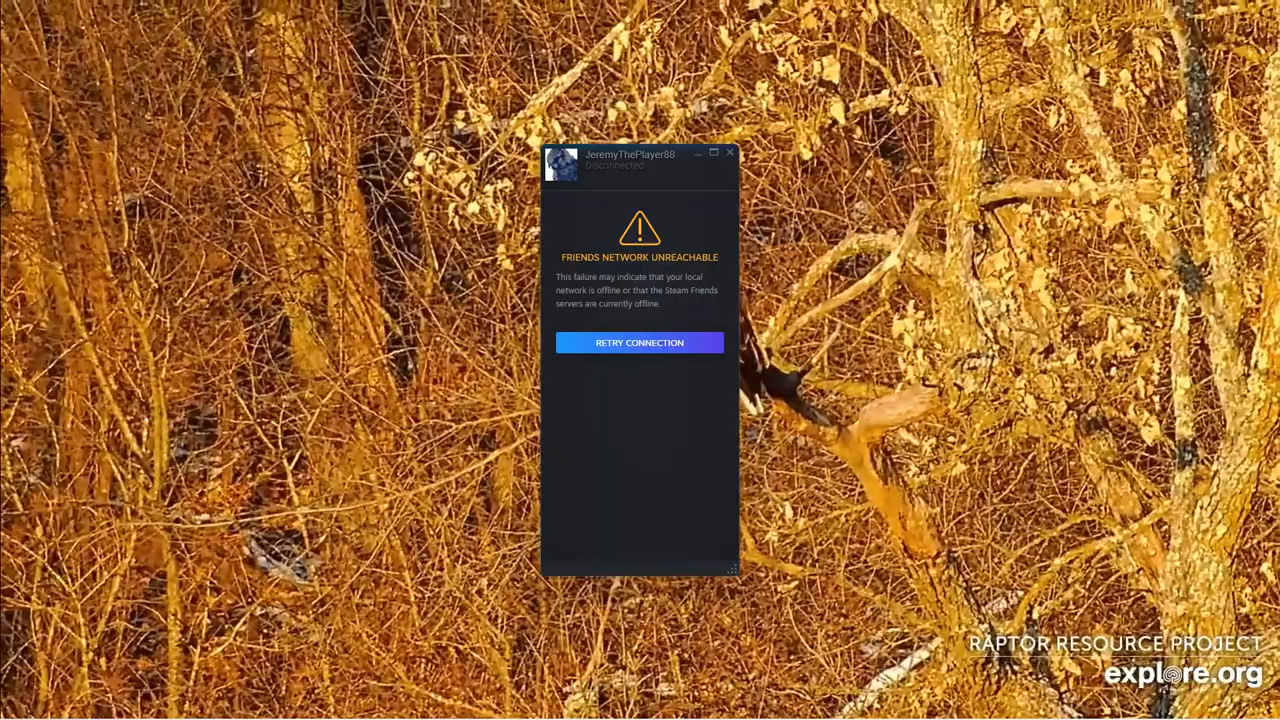 JeremyThePlayer88
Disconnected
FRIENDS NETWORK UNREACHABLE
This failure may indicate that your local
network is offline or that the Steam Friends
servers are currently offline.
RETRY CONNECTION
RAPTOR RESOURCE PROJECT
explore.org